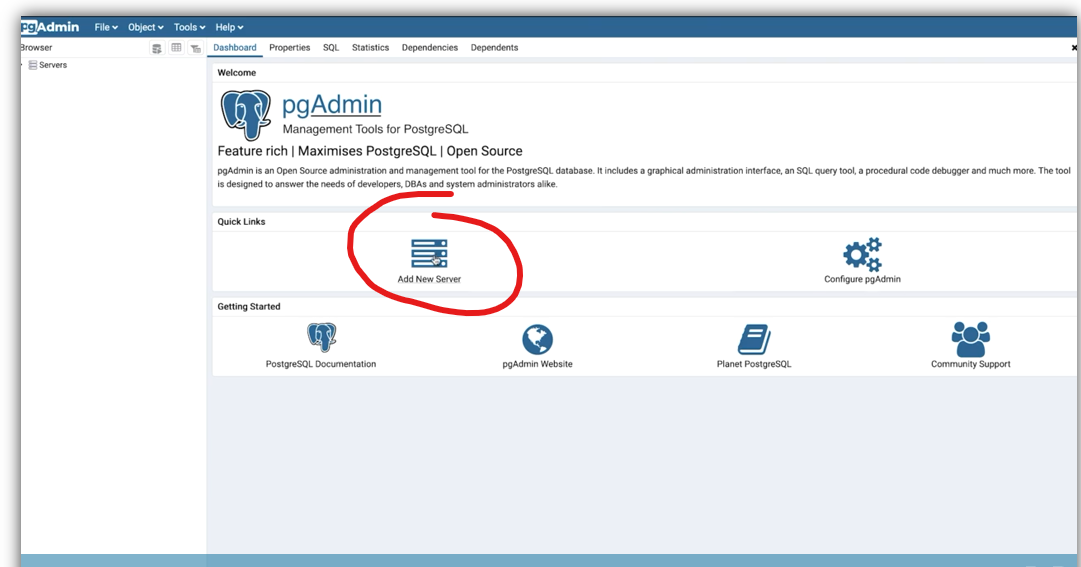 pgAdmin File Object Tools Help
Browser Dashboard Properties SQL Statistics Dependencies Dependents
Servers
Welcome
pgAdmin
Management Tools for PostgreSQL
Feature rich | Maximises PostgreSQL | Open Source
pgAdmin is an Open Source administration and management tool for the PostgreSQL database. It includes a graphical administration interface, an SQL query tool, a procedural code debugger and much more. The tool
is designed to answer the needs of developers, DBAs and system administrators alike.
Quick Links
Add New Server Configure pgAdmin
Getting Started
PostgreSQL Documentation pgAdmin Website Planet PostgreSQL Community Support